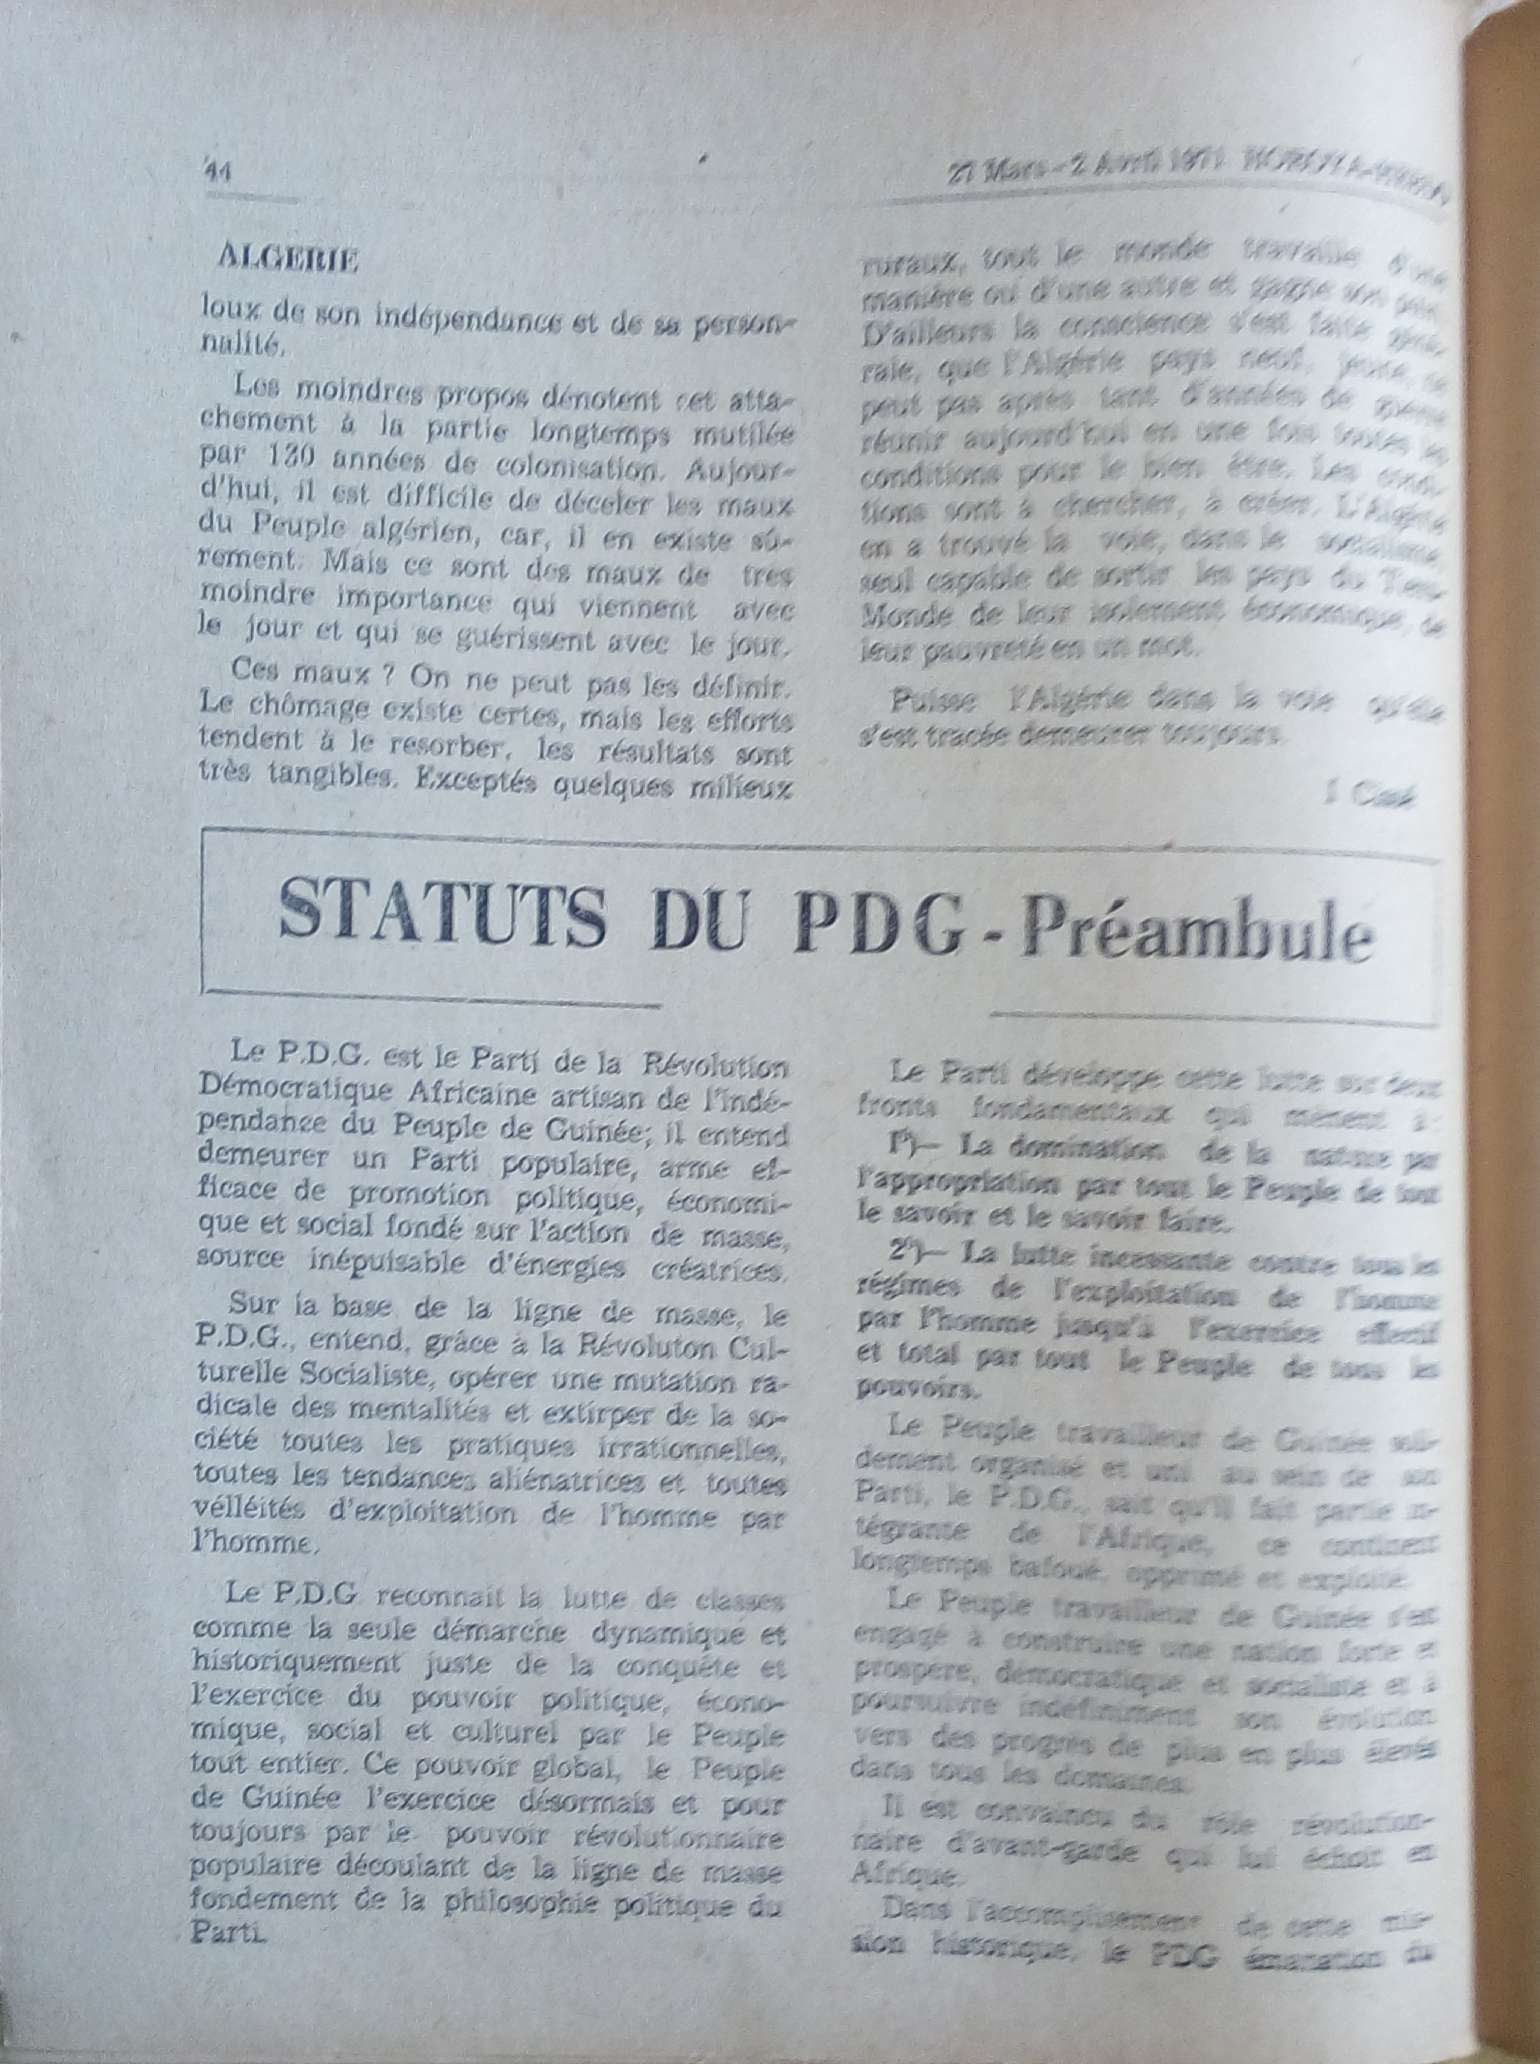 44
27 Mars - 2 Avril 1971 HOROYA-HEBDO
ALGERIE
loux de son indépendance et de sa person-
nalité.
Les moindres propos dénotent cet atta-
chement à la partie longtemps mutilée
par 130 années de colonisation. Aujour-
d'hui, il est difficile de déceler les maux
du Peuple algérien, car, il en existe sû-
rement. Mais ce sont des maux de tres
moindre importance qui viennent avec
le jour et qui se guérissent avec le jour.
Ces maux ? On ne peut pas les définir.
Le chômage existe certes, mais les efforts
tendent à le resorber, les résultats sont
très tangibles. Exceptés quelques milieux
ruraux, tout le monde travaille d'une
manière ou d'une autre et gagne son pain.
D'ailleurs la conscience s'est faite géné-
rale, que l'Algérie pays neuf, jeune, ne
peut pas après tant d'années de guerre
réunir aujourd'hui en une fois toutes les
conditions pour le bien être. Les condi-
tions sont à chercher, à créer. L'Algérie
en a trouvé la voie, dans le socialisme,
seul capable de sortir les pays du Tiers-
Monde de leur isolement économique, de
leur pauvreté en un mot.
Puisse l'Algérie dans la voie qu'elle
s'est tracée demeurer toujours.
I Cissé
STATUTS DU PDG - Préambule
Le P.D.G. est le Parti de la Révolution
Démocratique Africaine artisan de l'indé-
pendance du Peuple de Guinée; il entend
demeurer un Parti populaire, arme ef-
ficace de promotion politique, économi-
que et social fondé sur l'action de masse,
source inépuisable d'énergies créatrices.
Sur la base de la ligne de masse, le
P.D.G., entend, grâce à la Révoluton Cul-
turelle Socialiste, opérer une mutation ra-
dicale des mentalités et extirper de la so-
ciété toutes les pratiques irrationnelles,
toutes les tendances aliénatrices et toutes
vélléités d'exploitation de l'homme par
l'homme.
Le P.D.G reconnait la lutte de classes
comme la seule démarche dynamique et
historiquement juste de la conquête et
l'exercice du pouvoir politique, écono-
mique, social et culturel par le Peuple
tout entier. Ce pouvoir global, le Peuple
de Guinée l'exercice désormais et pour
toujours par le pouvoir révolutionnaire
populaire découlant de la ligne de masse
fondement de la philosophie politique du
Parti.
Le Parti développe cette lutte sur deux
fronts fondamentaux qui mènent à :
1°)— La domination de la nature par
l'appropriation par tout le Peuple de tout
le savoir et le savoir faire.
2°)— La lutte incessante contre tous les
régimes de l'exploitation de l'homme
par l'homme jusqu'à l'exercice effectif
et total par tout le Peuple de tous les
pouvoirs.
Le Peuple travailleur de Guinée soli-
dement organisé et uni au sein de son
Parti, le P.D.G., sait qu'il fait partie in-
tégrante de l'Afrique, ce continent
longtemps bafoué, opprimé et exploité.
Le Peuple travailleur de Guinée s'est
engagé à construire une nation forte et
prospère, démocratique et socialiste et à
poursuivre indéfiniment son évolution
vers des progrès de plus en plus élevés
dans tous les domaines.
Il est convaincu du rôle révolution-
naire d'avant-garde qui lui échoit en
Afrique.
Dans l'accomplissement de cette mis-
sion historique, le PDG émanation du